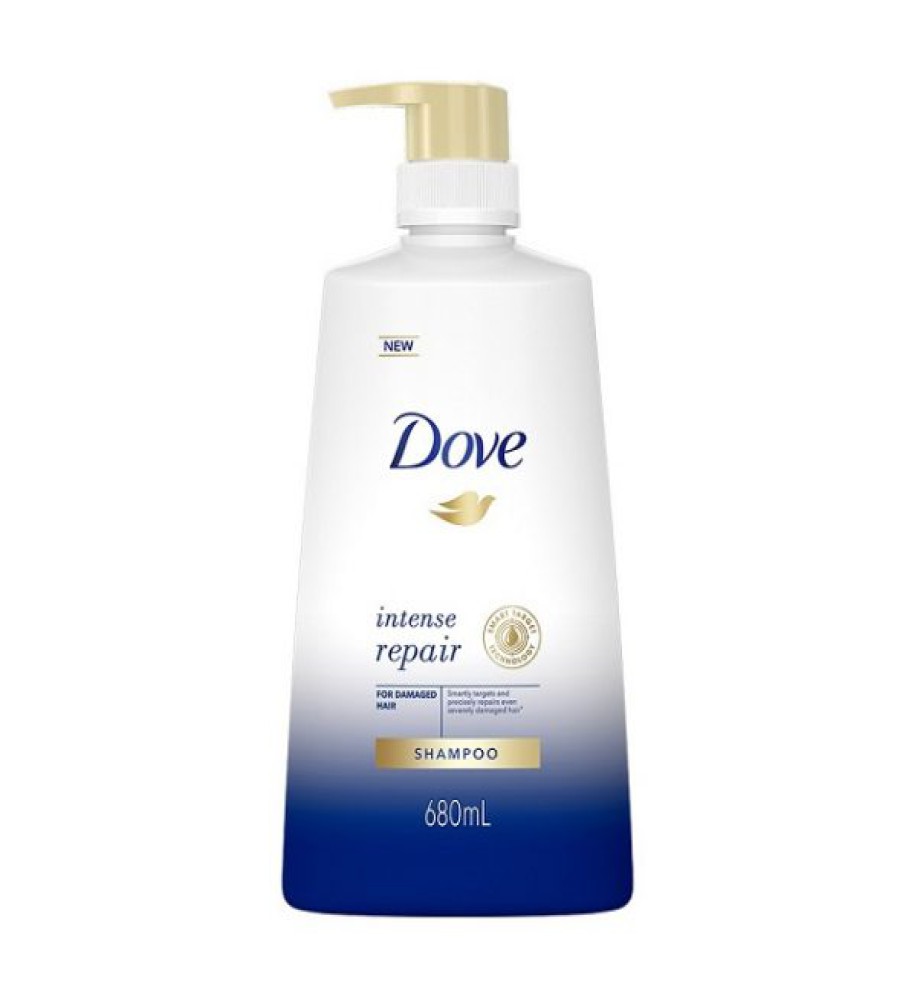 NEW
Dove
intense
repair
SMART TARGET
TECHNOLOGY
FOR DAMAGED
HAIR
Smartly targets and
precisely repairs even
severely damaged hair*
SHAMPOO
680mL